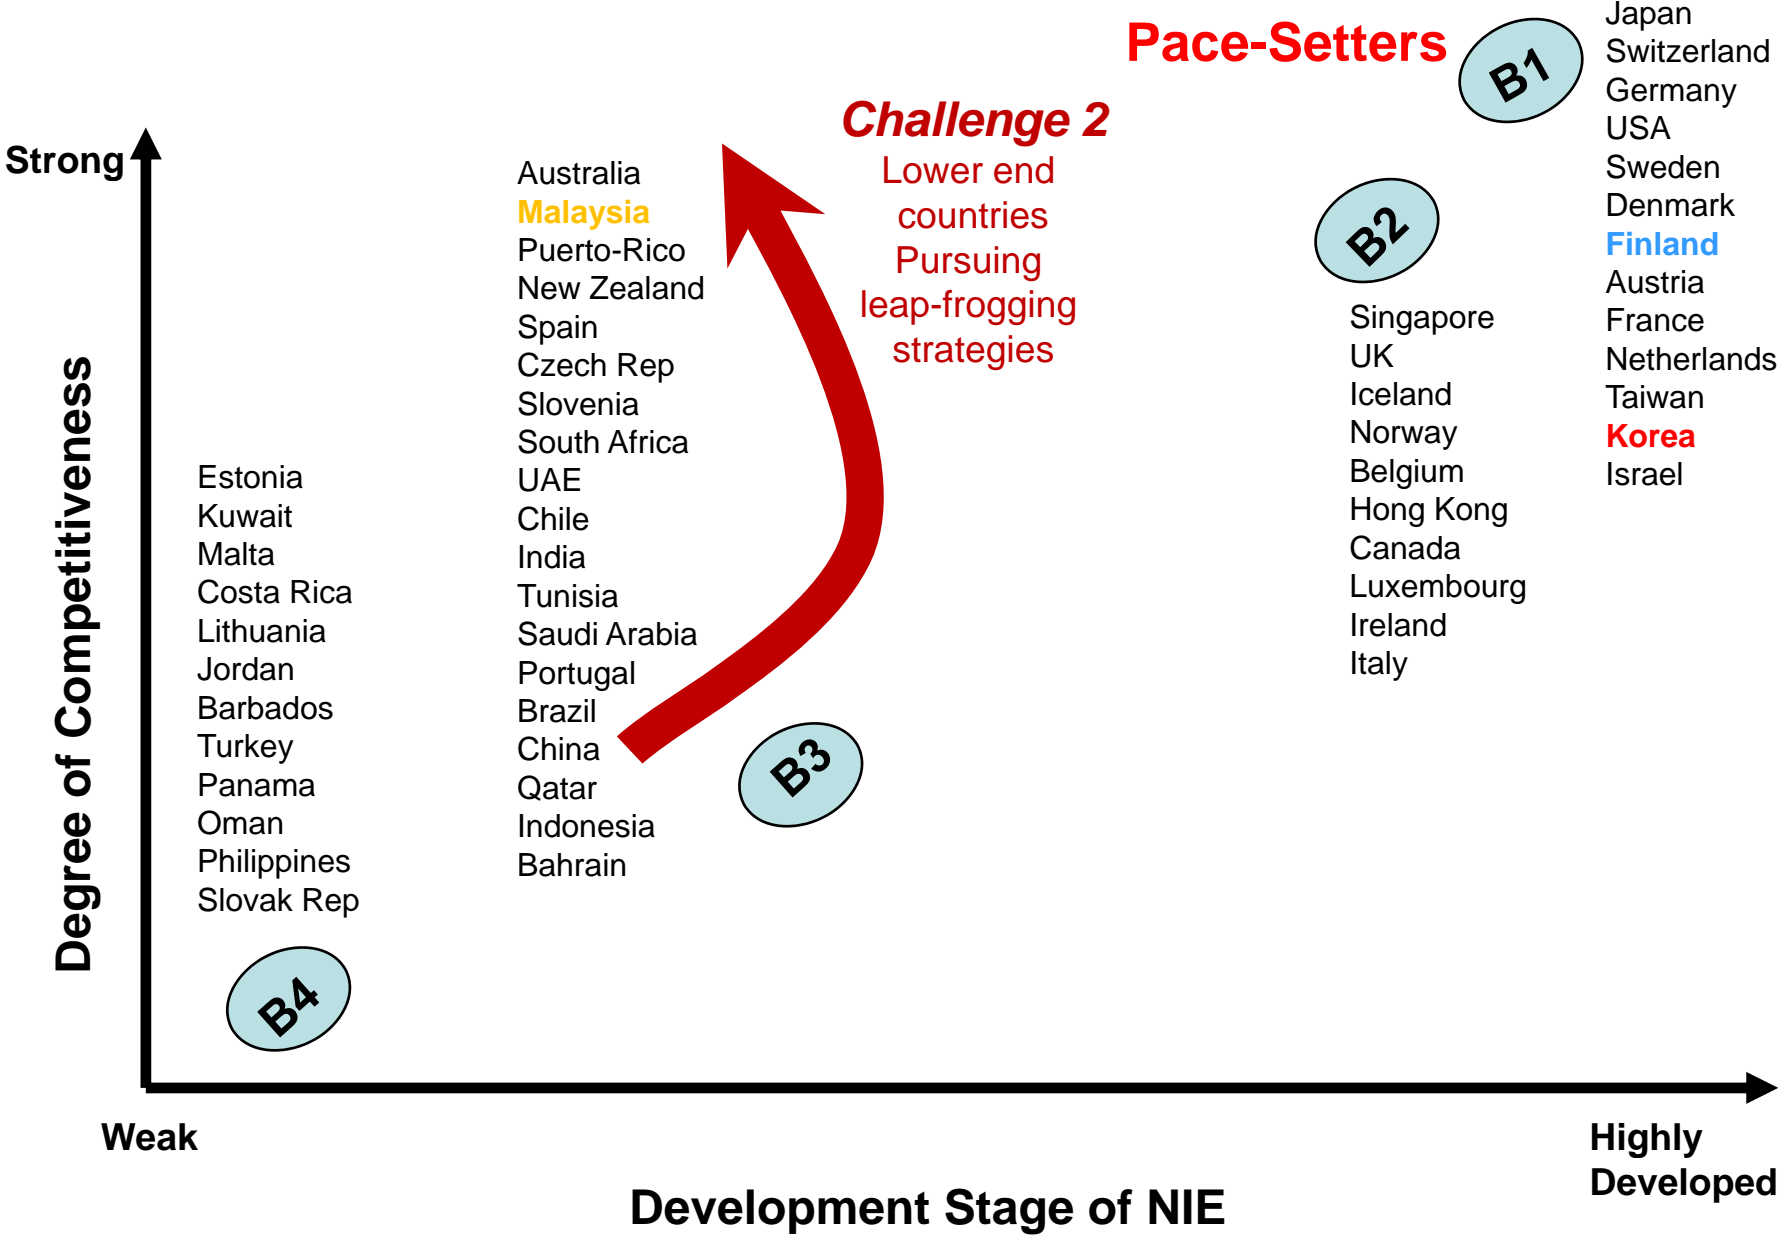 Pace-Setters
B1
Japan
Switzerland
Germany
USA
Sweden
Denmark
Finland
Austria
France
Netherlands
Taiwan
Korea
Israel
Challenge 2
Lower end
countries
Pursuing
leap-frogging
strategies
B2
Singapore
UK
Iceland
Norway
Belgium
Hong Kong
Canada
Luxembourg
Ireland
Italy
Strong
Degree of Competitiveness
Australia
Malaysia
Puerto-Rico
New Zealand
Spain
Czech Rep
Slovenia
South Africa
UAE
Chile
India
Tunisia
Saudi Arabia
Portugal
Brazil
China
Qatar
Indonesia
Bahrain
B3
Estonia
Kuwait
Malta
Costa Rica
Lithuania
Jordan
Barbados
Turkey
Panama
Oman
Philippines
Slovak Rep
B4
Weak
Highly
Developed
Development Stage of NIE